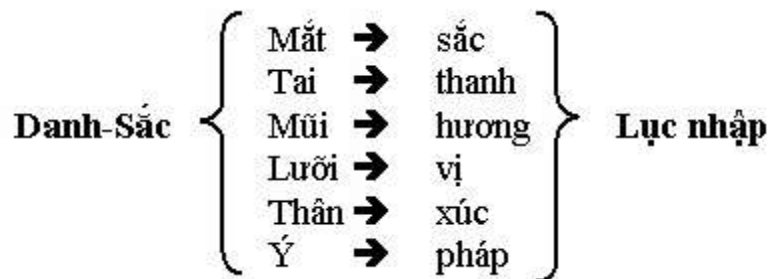 Mắt ➔ sắc
Tai ➔ thanh
Danh-Sắc Mũi ➔ hương Lục nhập
Lưỡi ➔ vị
Thân ➔ xúc
Ý ➔ pháp